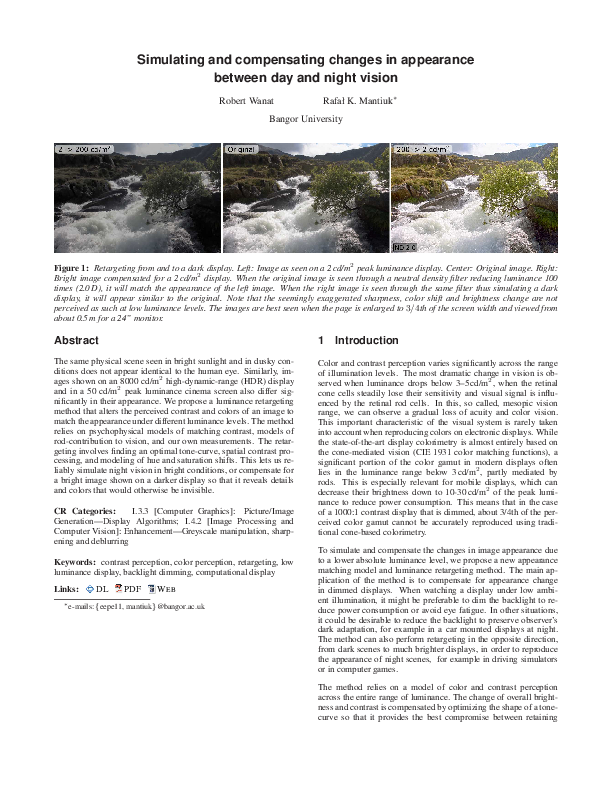 Simulating and compensating changes in appearance
between day and night vision
Robert Wanat Rafał K. Mantiuk*
Bangor University
2 -> 200 cd/m²
Original
200 -> 2 cd/m²
ND 2.0
Figure 1: Retargeting from and to a dark display. Left: Image as seen on a 2 cd/m² peak luminance display. Center: Original image. Right:
Bright image compensated for a 2 cd/m² display. When the original image is seen through a neutral density filter reducing luminance 100
times (2.0 D), it will match the appearance of the left image. When the right image is seen through the same filter thus simulating a dark
display, it will appear similar to the original. Note that the seemingly exaggerated sharpness, color shift and brightness change are not
perceived as such at low luminance levels. The images are best seen when the page is enlarged to 3/4th of the screen width and viewed from
about 0.5 m for a 24" monitor.
Abstract
The same physical scene seen in bright sunlight and in dusky con-
ditions does not appear identical to the human eye. Similarly, im-
ages shown on an 8000 cd/m² high-dynamic-range (HDR) display
and in a 50 cd/m² peak luminance cinema screen also differ sig-
nificantly in their appearance. We propose a luminance retargeting
method that alters the perceived contrast and colors of an image to
match the appearance under different luminance levels. The method
relies on psychophysical models of matching contrast, models of
rod-contribution to vision, and our own measurements. The retar-
geting involves finding an optimal tone-curve, spatial contrast pro-
cessing, and modeling of hue and saturation shifts. This lets us re-
liably simulate night vision in bright conditions, or compensate for
a bright image shown on a darker display so that it reveals details
and colors that would otherwise be invisible.
CR Categories: I.3.3 [Computer Graphics]: Picture/Image
Generation—Display Algorithms; I.4.2 [Image Processing and
Computer Vision]: Enhancement—Greyscale manipulation, sharp-
ening and deblurring
Keywords: contrast perception, color perception, retargeting, low
luminance display, backlight dimming, computational display
Links: DL PDF WEB
*e-mails: {eepe11, mantiuk}@bangor.ac.uk
1 Introduction
Color and contrast perception varies significantly across the range
of illumination levels. The most dramatic change in vision is ob-
served when luminance drops below 3–5cd/m², when the retinal
cone cells steadily lose their sensitivity and visual signal is influ-
enced by the retinal rod cells. In this, so called, mesopic vision
range, we can observe a gradual loss of acuity and color vision.
This important characteristic of the visual system is rarely taken
into account when reproducing colors on electronic displays. While
the state-of-the-art display colorimetry is almost entirely based on
the cone-mediated vision (CIE 1931 color matching functions), a
significant portion of the color gamut in modern displays often
lies in the luminance range below 3 cd/m², partly mediated by
rods. This is especially relevant for mobile displays, which can
decrease their brightness down to 10-30 cd/m² of the peak lumi-
nance to reduce power consumption. This means that in the case
of a 1000:1 contrast display that is dimmed, about 3/4th of the per-
ceived color gamut cannot be accurately reproduced using tradi-
tional cone-based colorimetry.
To simulate and compensate the changes in image appearance due
to a lower absolute luminance level, we propose a new appearance
matching model and luminance retargeting method. The main ap-
plication of the method is to compensate for appearance change
in dimmed displays. When watching a display under low ambi-
ent illumination, it might be preferable to dim the backlight to re-
duce power consumption or avoid eye fatigue. In other situations,
it could be desirable to reduce the backlight to preserve observer's
dark adaptation, for example in a car mounted displays at night.
The method can also perform retargeting in the opposite direction,
from dark scenes to much brighter displays, in order to reproduce
the appearance of night scenes, for example in driving simulators
or in computer games.
The method relies on a model of color and contrast perception
across the entire range of luminance. The change of overall bright-
ness and contrast is compensated by optimizing the shape of a tone-
curve so that it provides the best compromise between retaining